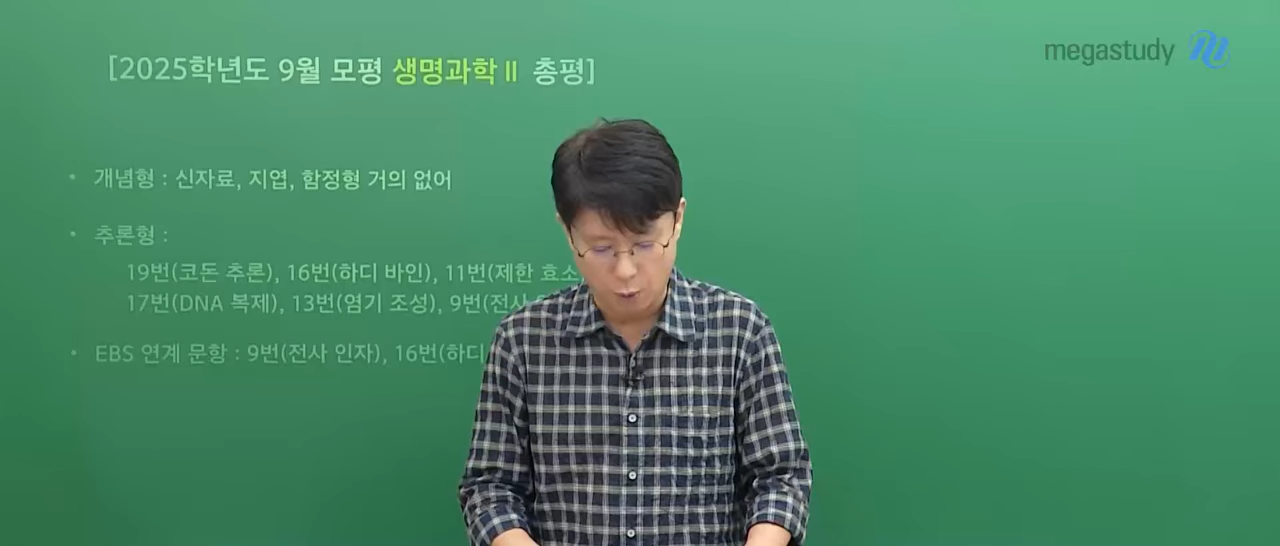 megastudy
[2025학년도 9월 모평 생명과학 II 총평]
• 개념형 : 신자료, 지엽, 함정형 거의 없어
• 추론형 :
19번(코돈 추론), 16번(하디 바인), 11번(제한 효소
17번(DNA 복제), 13번(염기 조성), 9번(전사
• EBS 연계 문항 : 9번(전사 인자), 16번(하디